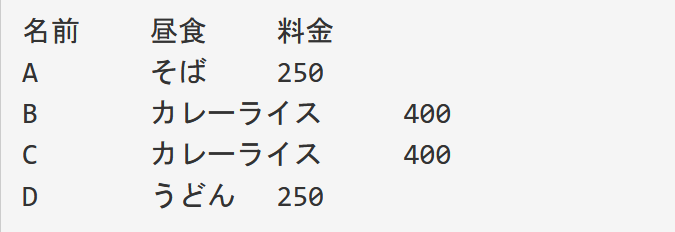 名前 昼食 料金
A そば 250
B カレーライス 400
C カレーライス 400
D うどん 250